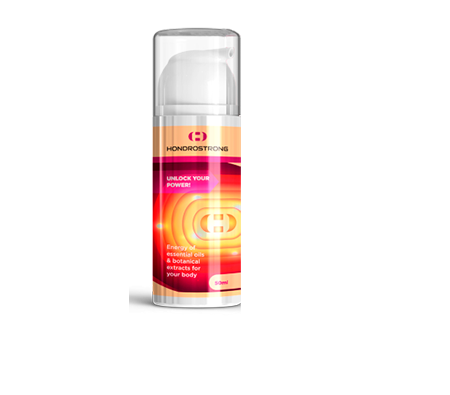 HONDROSTRONG
UNLOCK YOUR
POWER!
Energy of
essential oils
& botanical
extracts for
your body
50ml